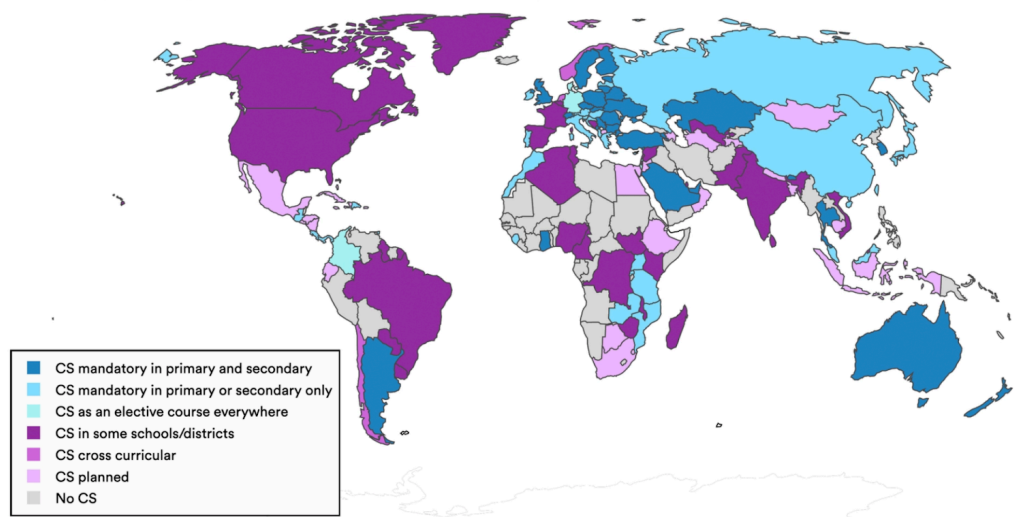 CS mandatory in primary and secondary
CS mandatory in primary or secondary only
CS as an elective course everywhere
CS in some schools/districts
CS cross curricular
CS planned
No CS